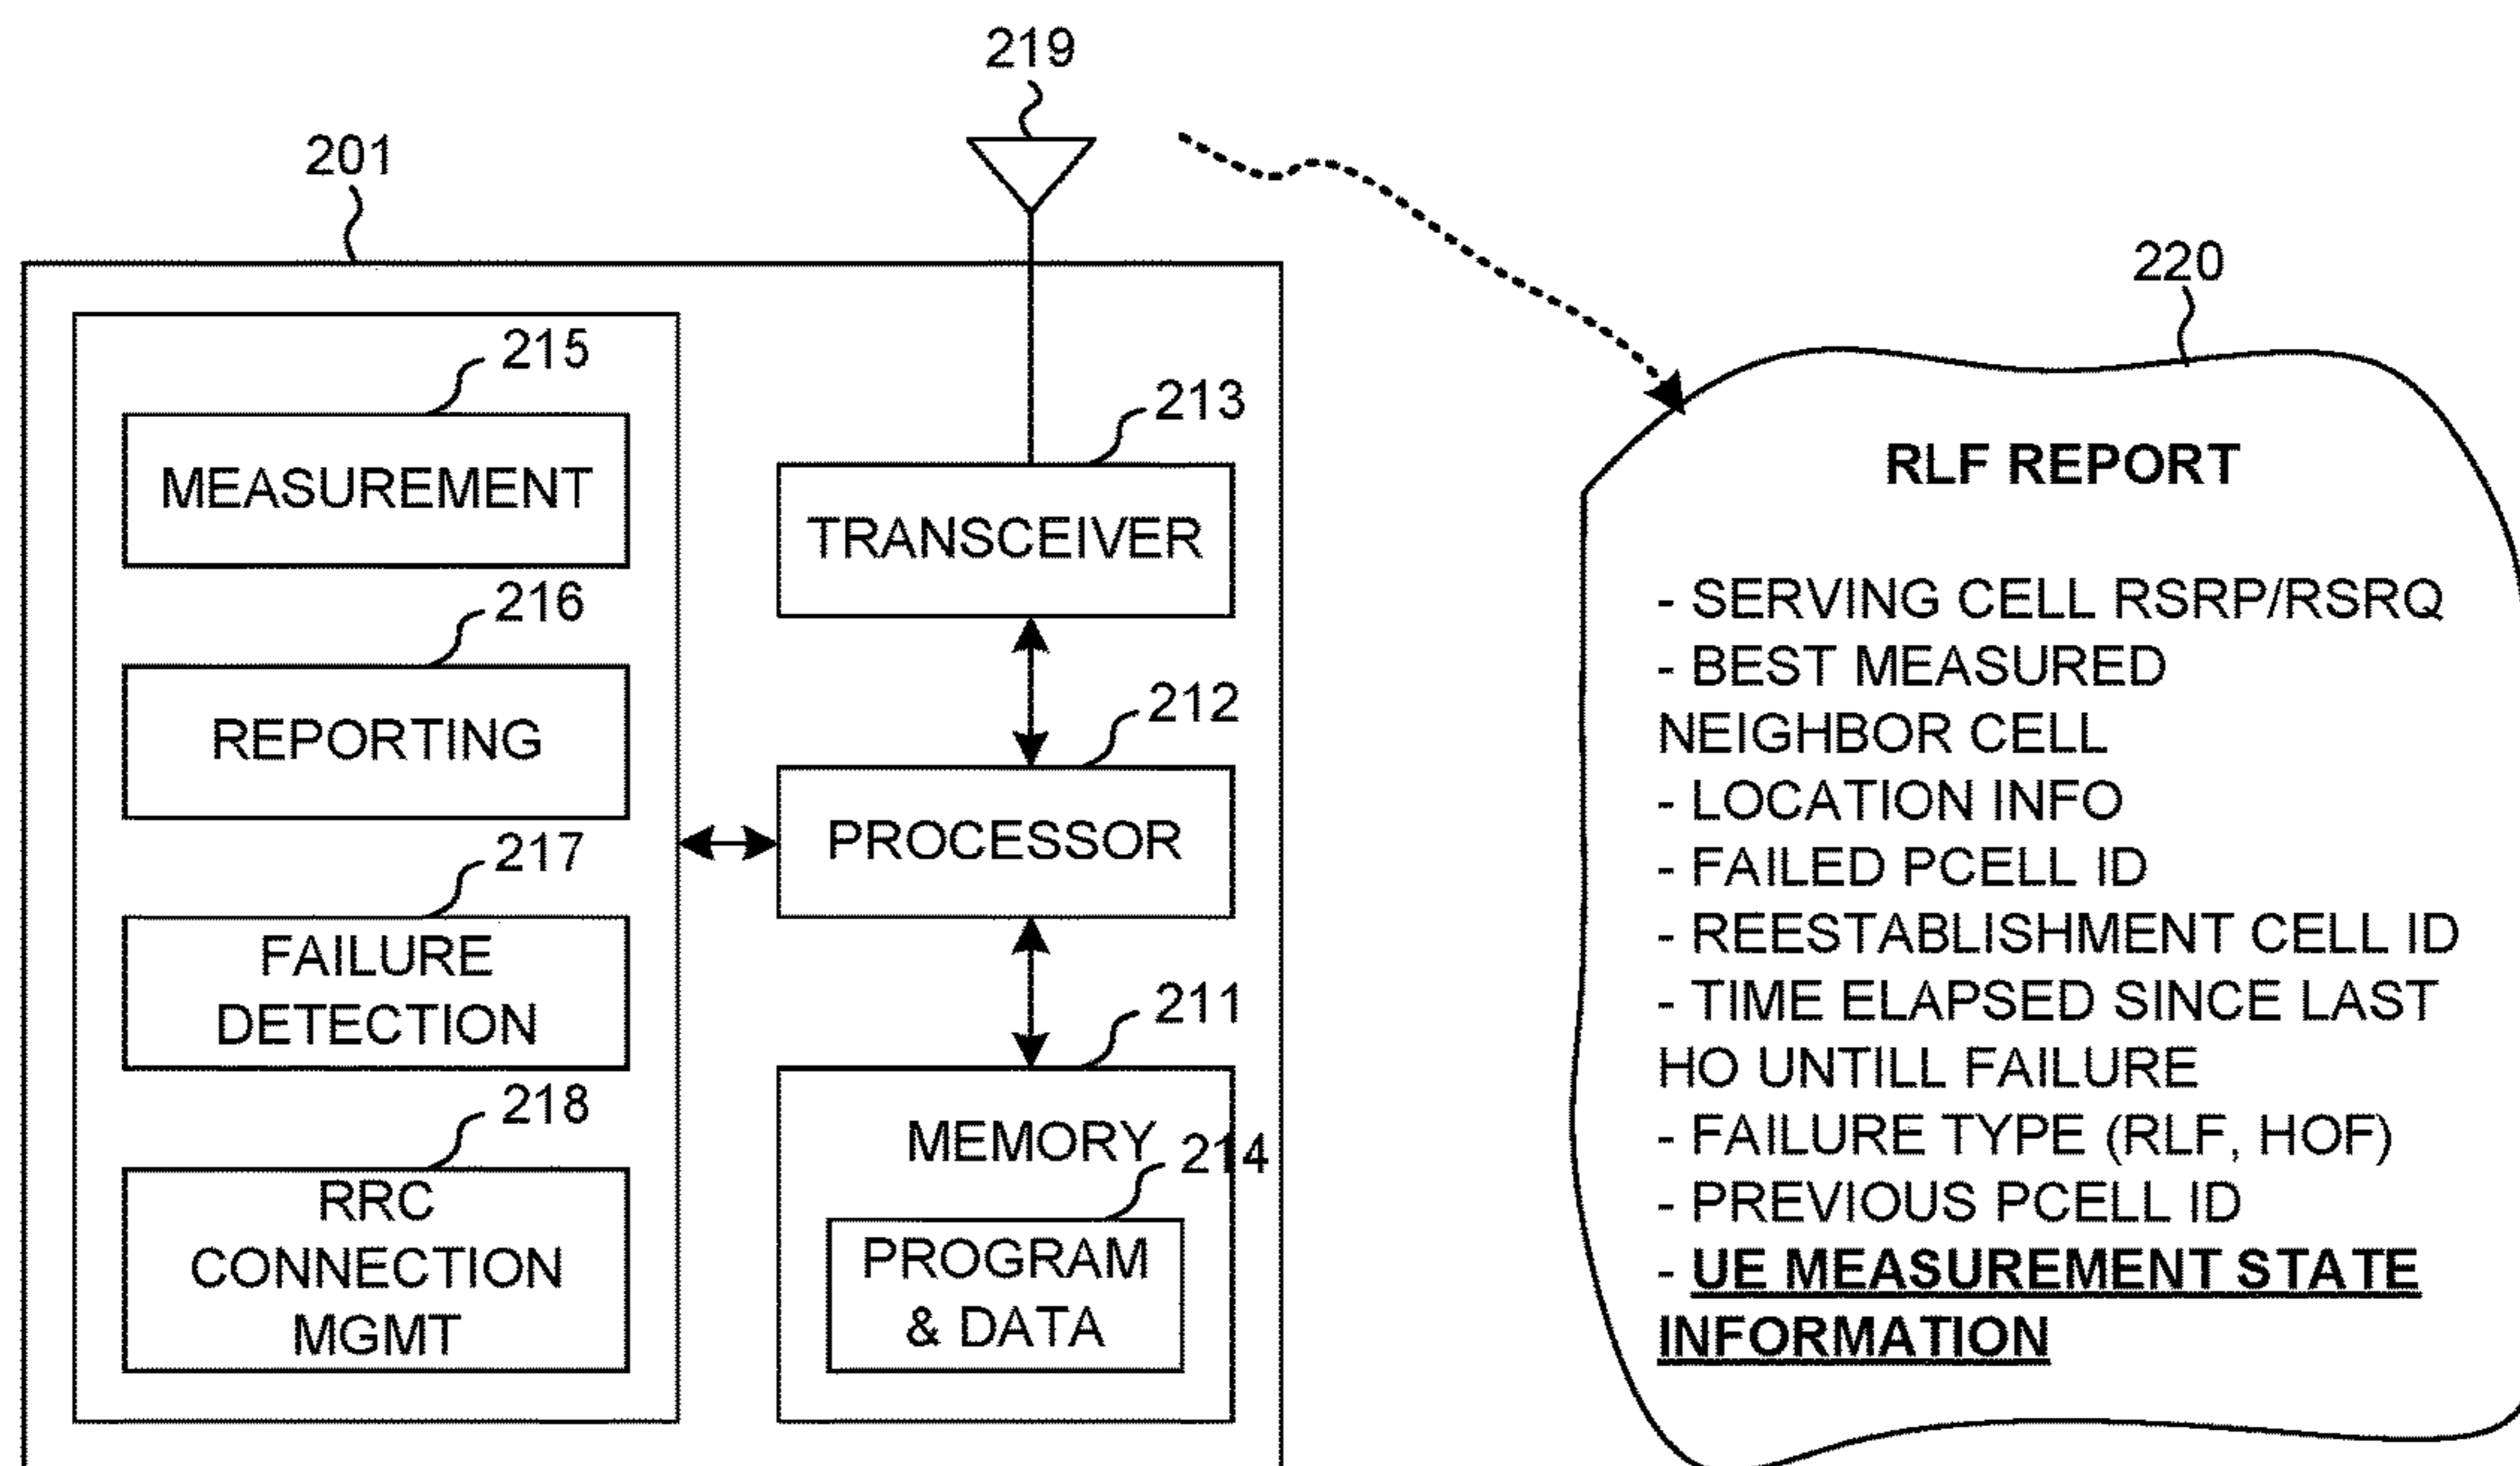 219
201
220
215
MEASUREMENT
213
TRANSCEIVER
216
REPORTING
212
PROCESSOR
217
FAILURE
DETECTION
211
MEMORY
214
PROGRAM
& DATA
218
RRC
CONNECTION
MGMT
RLF REPORT
- SERVING CELL RSRP/RSRQ
- BEST MEASURED
NEIGHBOR CELL
- LOCATION INFO
- FAILED PCELL ID
- REESTABLISHMENT CELL ID
- TIME ELAPSED SINCE LAST
HO UNTILL FAILURE
- FAILURE TYPE (RLF, HOF)
- PREVIOUS PCELL ID
- UE MEASUREMENT STATE
INFORMATION